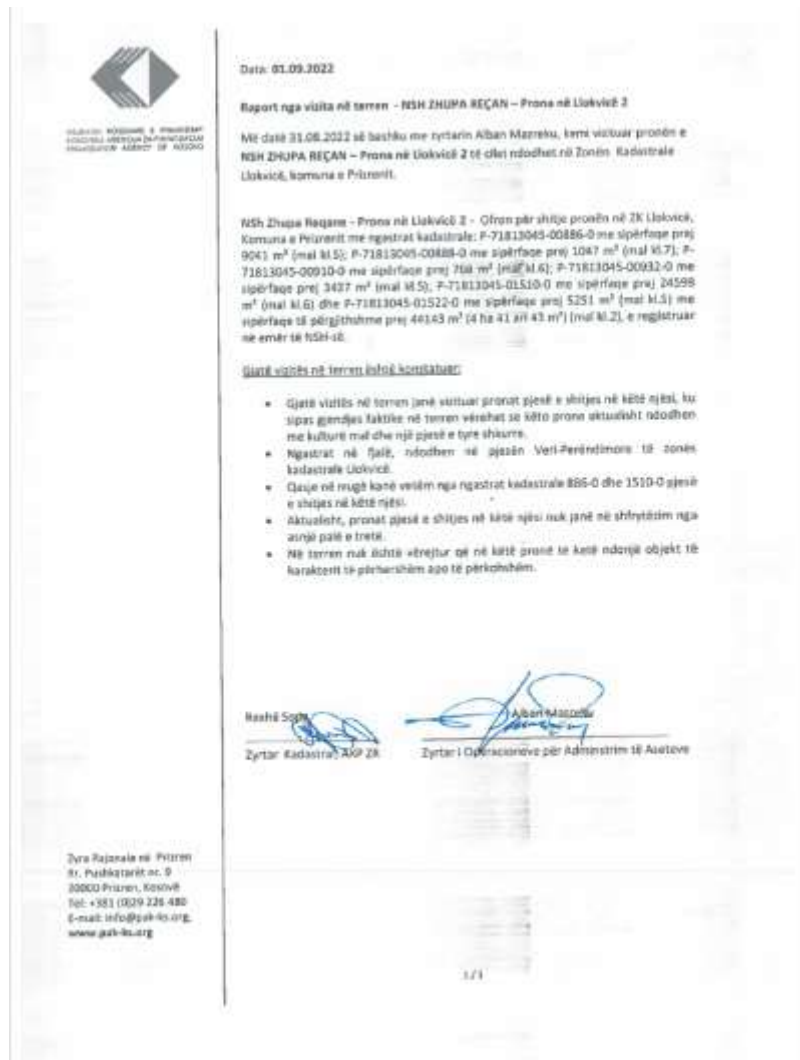 Data: 01.09.2022
Raport nga vizita në terren - NSH ZHUPA REÇAN – Prona në Llokvicë 2
Më datë 31.08.2022 së bashku me zyrtarin Alban Mazreku, kemi vizituar pronën e
NSH ZHUPA REÇAN – Prona në Llokvicë 2 të cilat ndodhet në Zonën Kadastrale
Llokvicë, komuna e Prizrenit.
NSh Zhupa Reqane - Prona në Llokvicë 2 - Ofron për shitje pronën në ZK Llokvicë,
Komuna e Prizrenit me ngastrat kadastrale: P-71813045-00886-0 me sipërfaqe prej
9041 m² (mal kl.5); P-71813045-00888-0 me sipërfaqe prej 1047 m² (mal kl.7); P-
71813045-00910-0 me sipërfaqe prej 768 m² (mal kl.6); P-71813045-00932-0 me
sipërfaqe prej 3437 m² (mal kl.5); P-71813045-01510-0 me sipërfaqe prej 24599
m² (mal kl.6) dhe P-71813045-01522-0 me sipërfaqe prej 5251 m² (mal kl.5) me
sipërfaqe të përgjithshme prej 44143 m² (4 ha 41 ari 43 m²) (mal kl.2), e regjistruar
në emër të NSH-së.
Gjatë vizitës në terren është konstatuar:
• Gjatë vizitës në terren janë vizituar pronat pjesë e shitjes në këtë njësi, ku
sipas gjendjes faktike në terren vërehet se këto prona aktualisht ndodhen
me kulturë mal dhe një pjesë e tyre shkurre.
• Ngastrat në fjalë, ndodhen në pjesën Veri-Perëndimore të zonës
kadastrale Llokvicë.
• Qasje në rrugë kanë vetëm nga ngastrat kadastrale 886-0 dhe 1510-0 pjesë
e shitjes në këtë njësi.
• Aktualisht, pronat pjesë e shitjes në këtë njësi nuk janë në shfrytëzim nga
asnjë palë e tretë.
• Në terren nuk është vërejtur që në këtë pronë të ketë ndonjë objekt të
karakterit të përhershëm apo të përkohshëm.
Alban Mazreku
Zyrtar Kadastral AKP ZR
Zyrtar i Operacioneve për Adminstrim të Aseteve
Zyra Rajonale në Prizren
Rr. Pushkatarët nr. 9
20000 Prizren, Kosovë
Tel: +381 (0)29 226 480
E-mail: info@pak-ks.org,
www.pak-ks.org
1 / 1